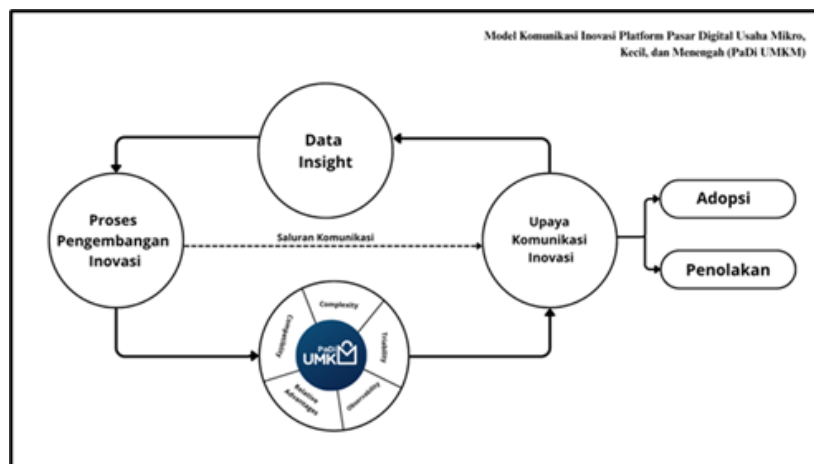 Model Komunikasi Inovasi Platform Pasar Digital Usaha Mikro,
Kecil, dan Menengah (PaDi UMKM)
Data
Insight
Proses
Pengembangan
Inovasi
Saluran Komunikasi
Upaya
Komunikasi
Inovasi
Adopsi
Penolakan
Complexity
Compatibility
Triability
PaDi
UMKM
Relative
Advantages
Observability